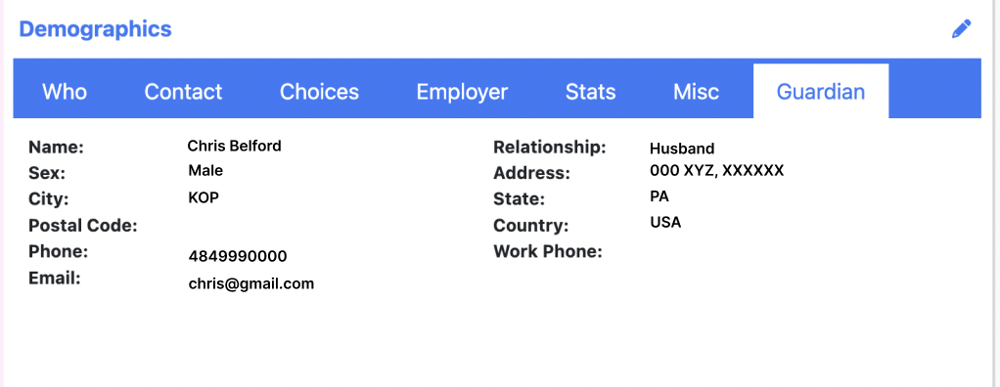 Demographics
Who Contact Choices Employer Stats Misc Guardian
Name: Chris Belford Relationship: Husband
Sex: Male Address: 000 XYZ, XXXXXX
City: KOP State: PA
Postal Code: Country: USA
Phone: 4849990000 Work Phone:
Email: chris@gmail.com